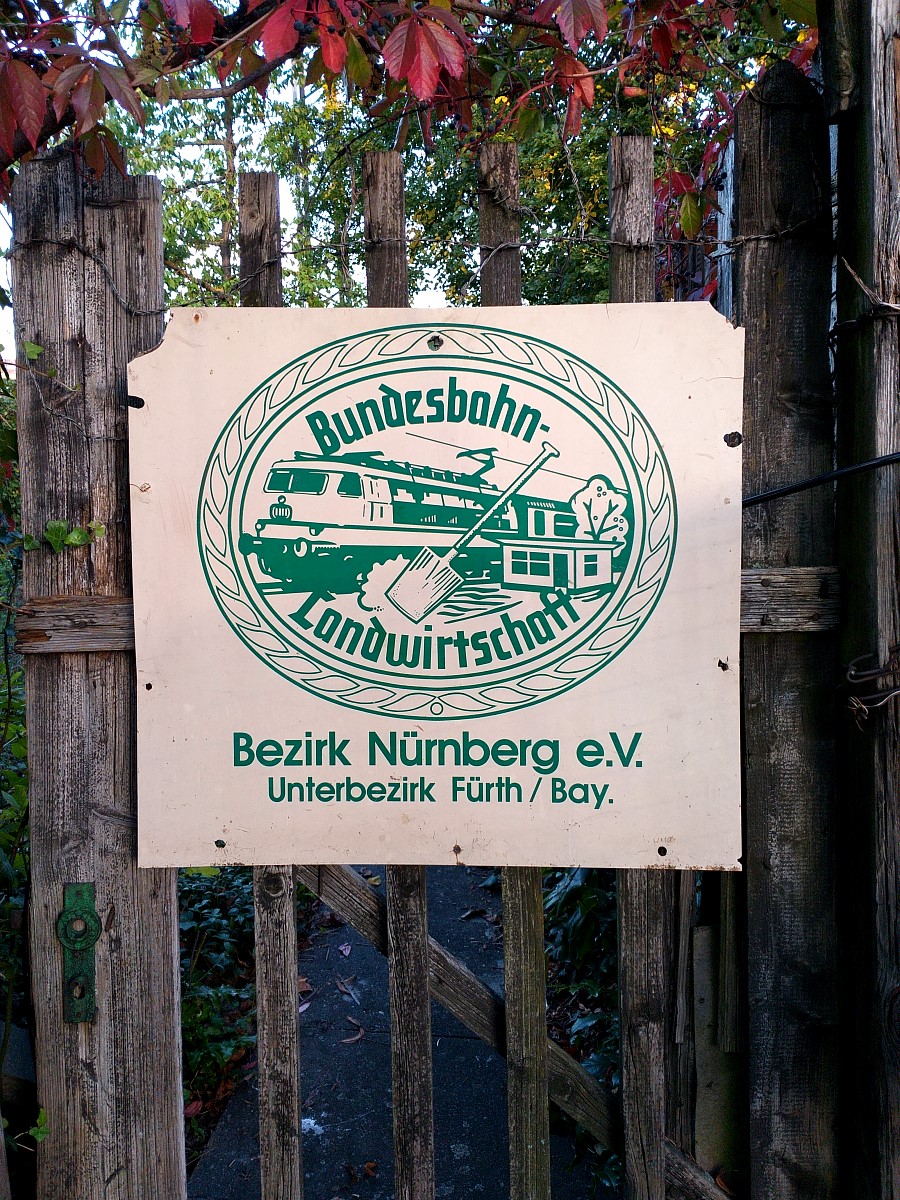 Bundesbahn-
Landwirtschaft
Bezirk Nürnberg e.V.
Unterbezirk Fürth / Bay.